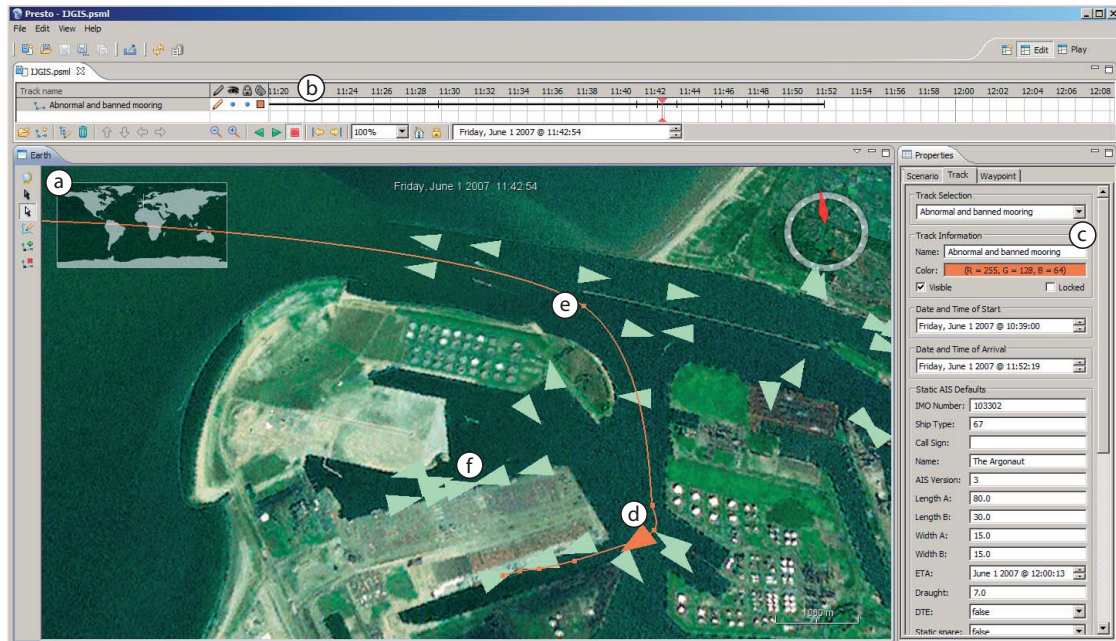 Presto - IJGIS.psml
File Edit View Help
Edit Play
IJGIS.psml
Track name 11:20 b 11:24 11:26 11:28 11:30 11:32 11:34 11:36 11:38 11:40 11:42 11:44 11:46 11:48 11:50 11:52 11:54 11:56 11:58 12:00 12:02 12:04 12:06 12:08
Abnormal and banned mooring
100% Friday, June 1 2007 @ 11:42:54
Earth
a
Friday, June 1 2007 11:42:54
e
f
d
1000 m
Properties
Scenario Track Waypoint
Track Selection
Abnormal and banned mooring
Track Information c
Name: Abnormal and banned mooring
Color: (R = 255, G = 128, B = 64)
Visible Locked
Date and Time of Start
Friday, June 1 2007 @ 10:39:00
Date and Time of Arrival
Friday, June 1 2007 @ 11:52:19
Static AIS Defaults
IMO Number: 103302
Ship Type: 67
Call Sign:
Name: The Argonaut
AIS Version: 3
Length A: 80.0
Length B: 30.0
Width A: 15.0
Width B: 15.0
ETA: June 1 2007 @ 12:00:13
Draught: 7.0
DTE: false
Static spare: false